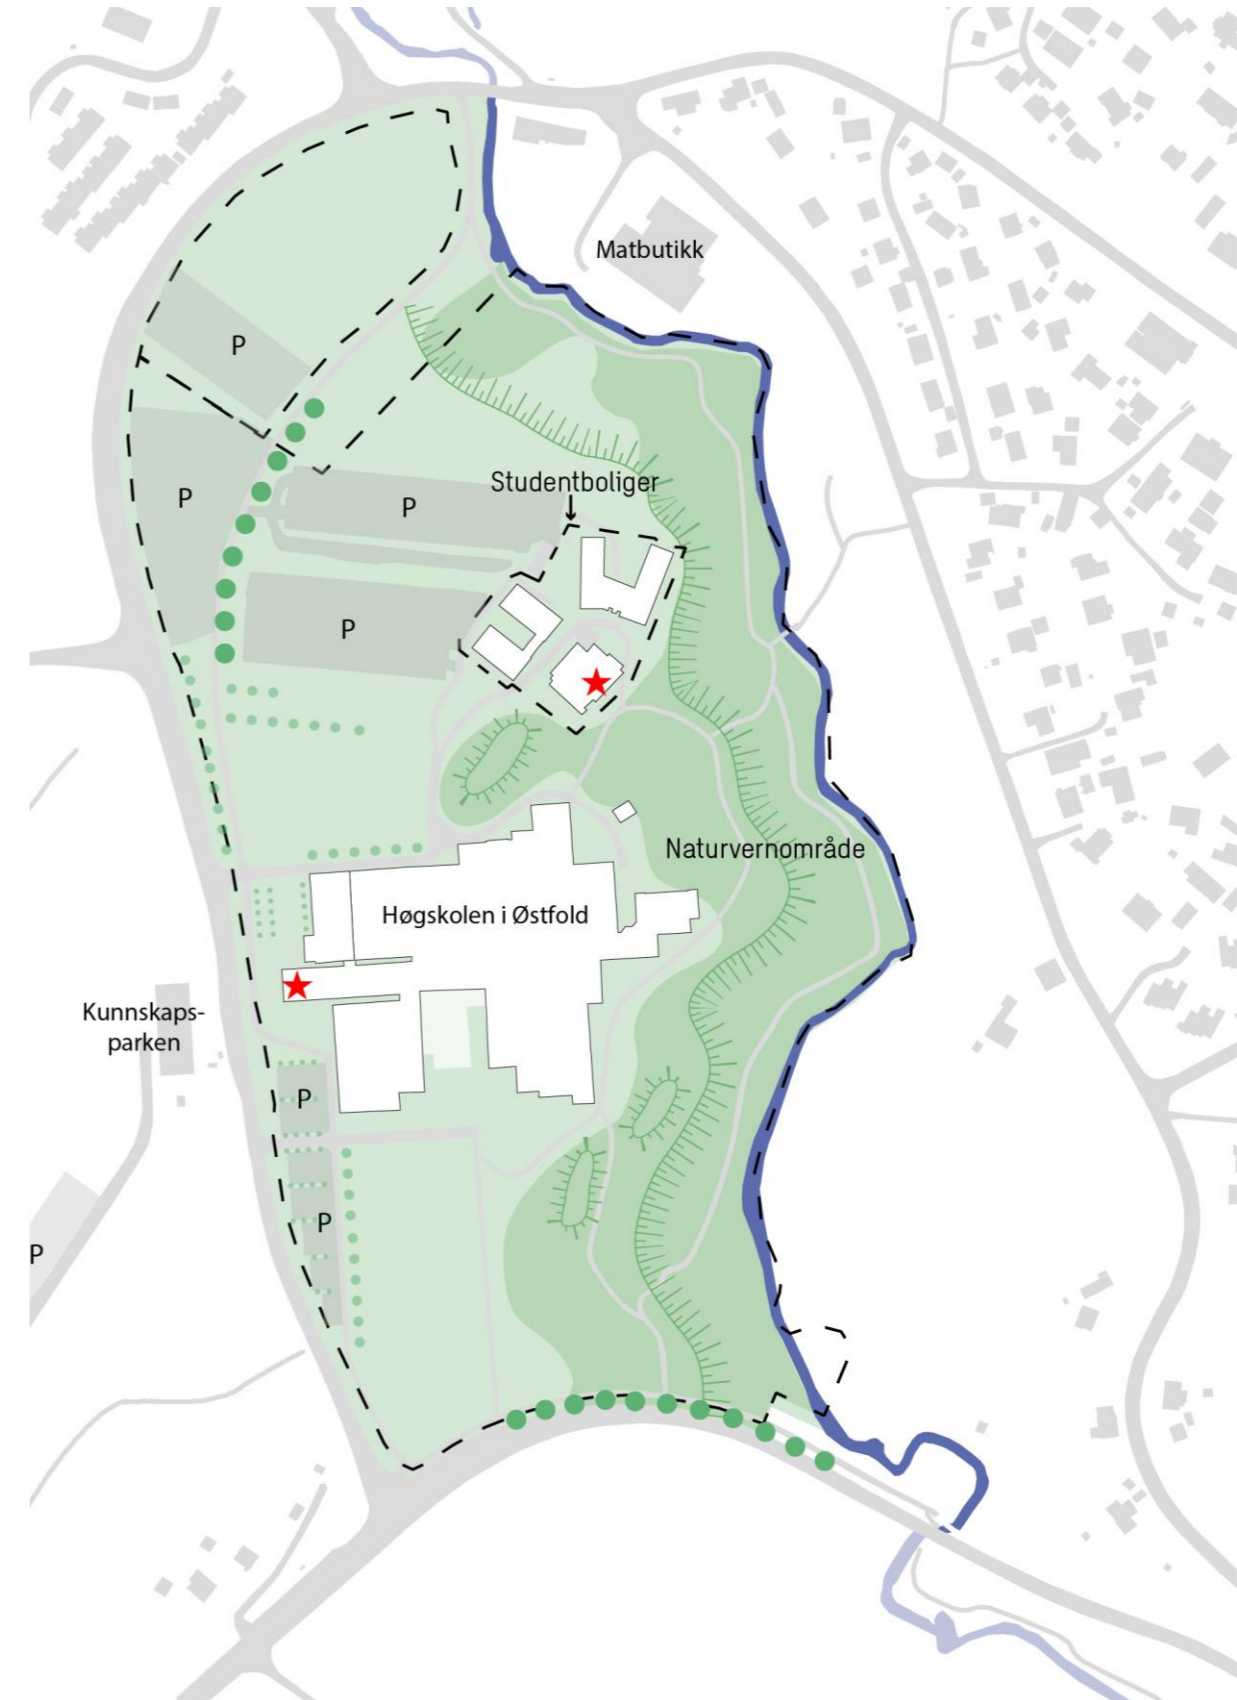 Matbutikk
P
Studentboliger
P
P
P
Naturvernområde
Høgskolen i Østfold
Kunnskaps-
parken
P
P
P